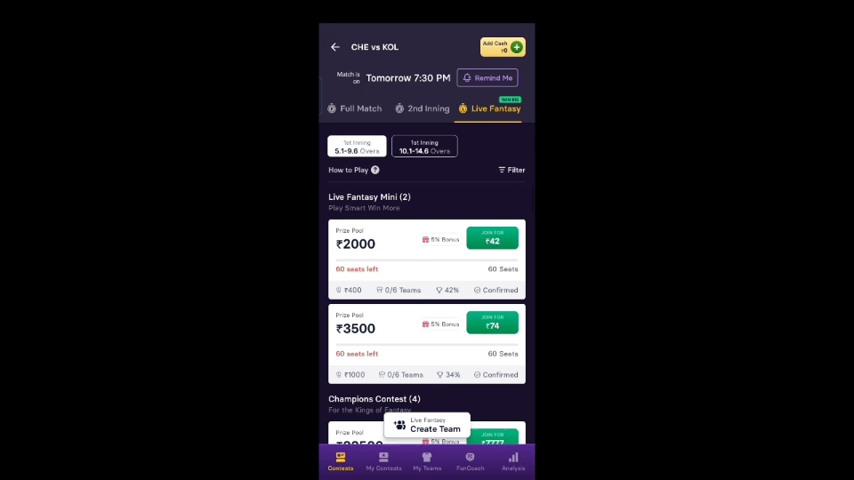 CHE vs KOL
Add Cash
₹0
Match is on
Tomorrow 7:30 PM
Remind Me
Full Match
2nd Inning
Live Fantasy
1st Inning
5.1-9.6 Overs
1st Inning
10.1-14.6 Overs
How to Play ?
Filter
Live Fantasy Mini (2)
Play Smart Win More
Prize Pool
₹2000
5% Bonus
JOIN FOR
₹42
60 seats left
60 Seats
₹400
0/6 Teams
42%
Confirmed
Prize Pool
₹3500
5% Bonus
JOIN FOR
₹74
60 seats left
60 Seats
₹1000
0/6 Teams
34%
Confirmed
Champions Contest (4)
For the Kings of Fantasy
Live Fantasy
Create Team
Prize Pool
5% Bonus
JOIN FOR
₹7777
Contests
My Contests
My Teams
FanCoach
Analysis